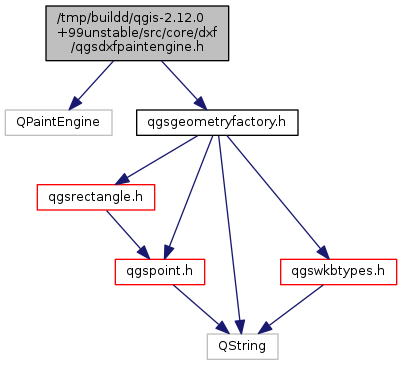 /tmp/buildd/qgis-2.12.0
+99unstable/src/core/dxf
/qgsdxfpaintengine.h
QPaintEngine
qgsgeometryfactory.h
qgsrectangle.h
qgspoint.h
qgswkbtypes.h
QString